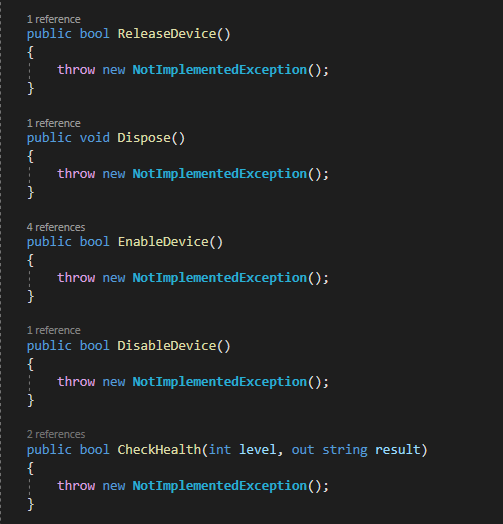 1 reference
public bool ReleaseDevice()
{
throw new NotImplementedException();
}
1 reference
public void Dispose()
{
throw new NotImplementedException();
}
4 references
public bool EnableDevice()
{
throw new NotImplementedException();
}
1 reference
public bool DisableDevice()
{
throw new NotImplementedException();
}
2 references
public bool CheckHealth(int level, out string result)
{
throw new NotImplementedException();
}